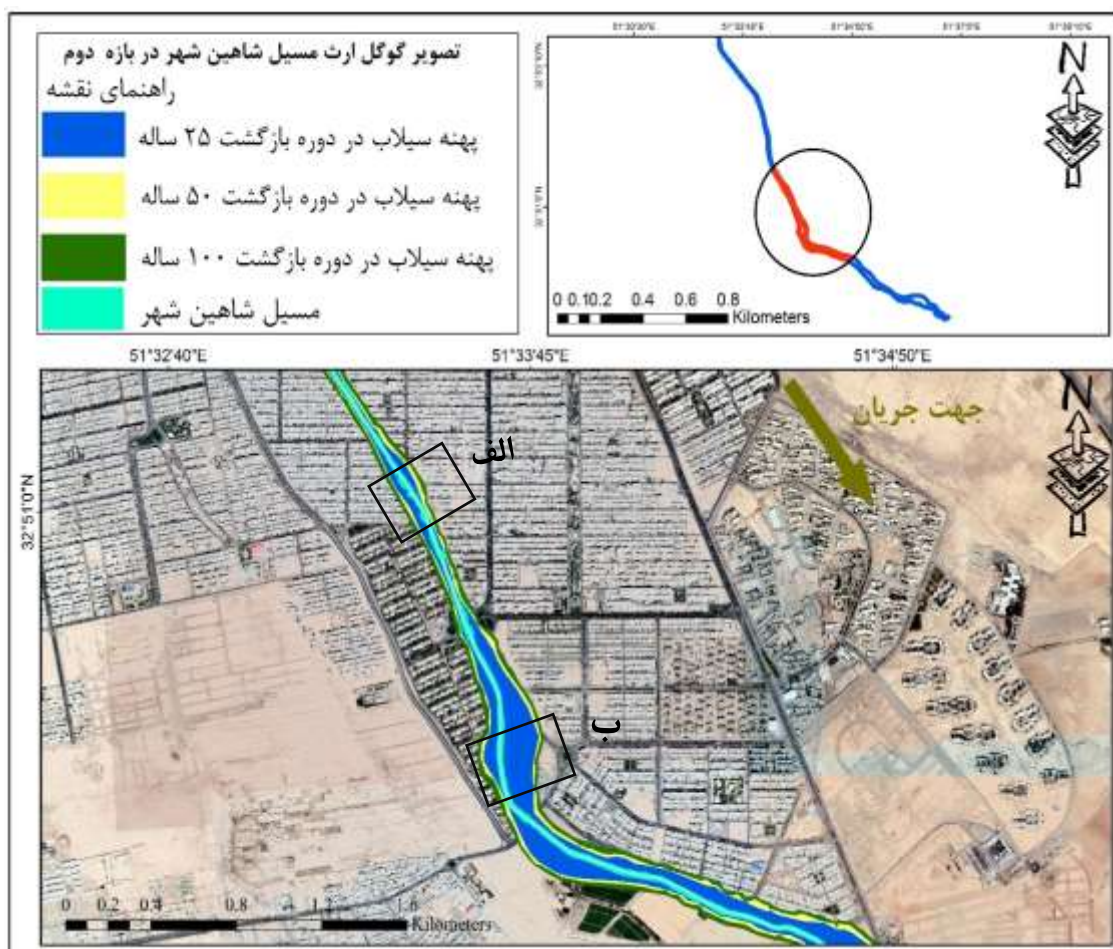 تصویر گوگل ارث مسیل شاهین شهر در بازه دوم
راهنمای نقشه
پهنه سیلاب در دوره بازگشت ۲۵ ساله
پهنه سیلاب در دوره بازگشت ۵۰ ساله
پهنه سیلاب در دوره بازگشت ۱۰۰ ساله
مسیل شاهین شهر
N
0 0.10.2 0.4 0.6 0.8
Kilometers
51°32'40"E 51°33'45"E 51°34'50"E
32°51'0"N
جهت جریان
N
الف
ب
0 0.2 0.4 0.8 1.2 1.6
Kilometers